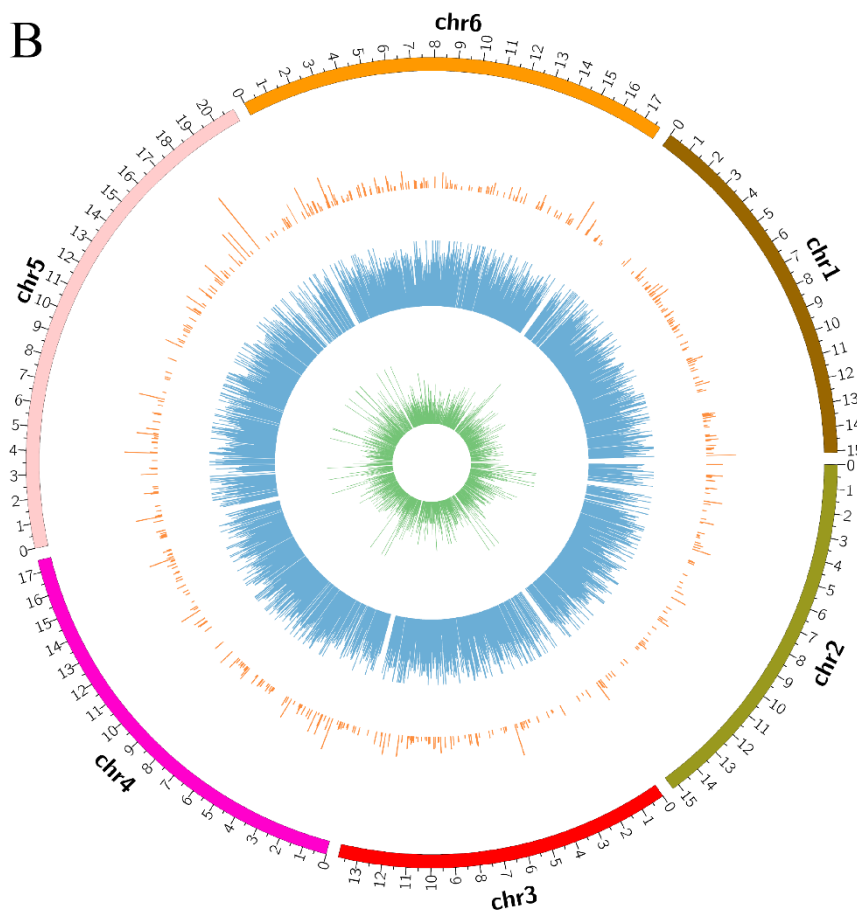 B
chr6
0 1 2 3 4 5 6 7 8 9 10 11 12 13 14 15 16 17
chr1
0 1 2 3 4 5 6 7 8 9 10 11 12 13 14 15
chr2
0 1 2 3 4 5 6 7 8 9 10 11 12 13 14 15
chr3
0 1 2 3 4 5 6 7 8 9 10 11 12 13
chr4
0 1 2 3 4 5 6 7 8 9 10 11 12 13 14 15 16 17
chr5
0 1 2 3 4 5 6 7 8 9 10 11 12 13 14 15 16 17 18 19 20